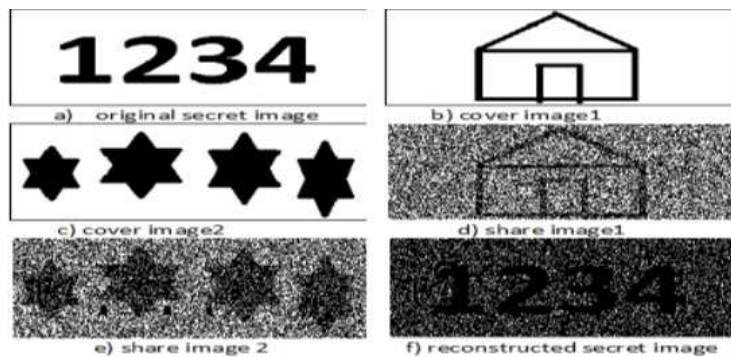 1234
a) original secret image
b) cover image1
c) cover image2
d) share image1
e) share image 2
1234
f) reconstructed secret image